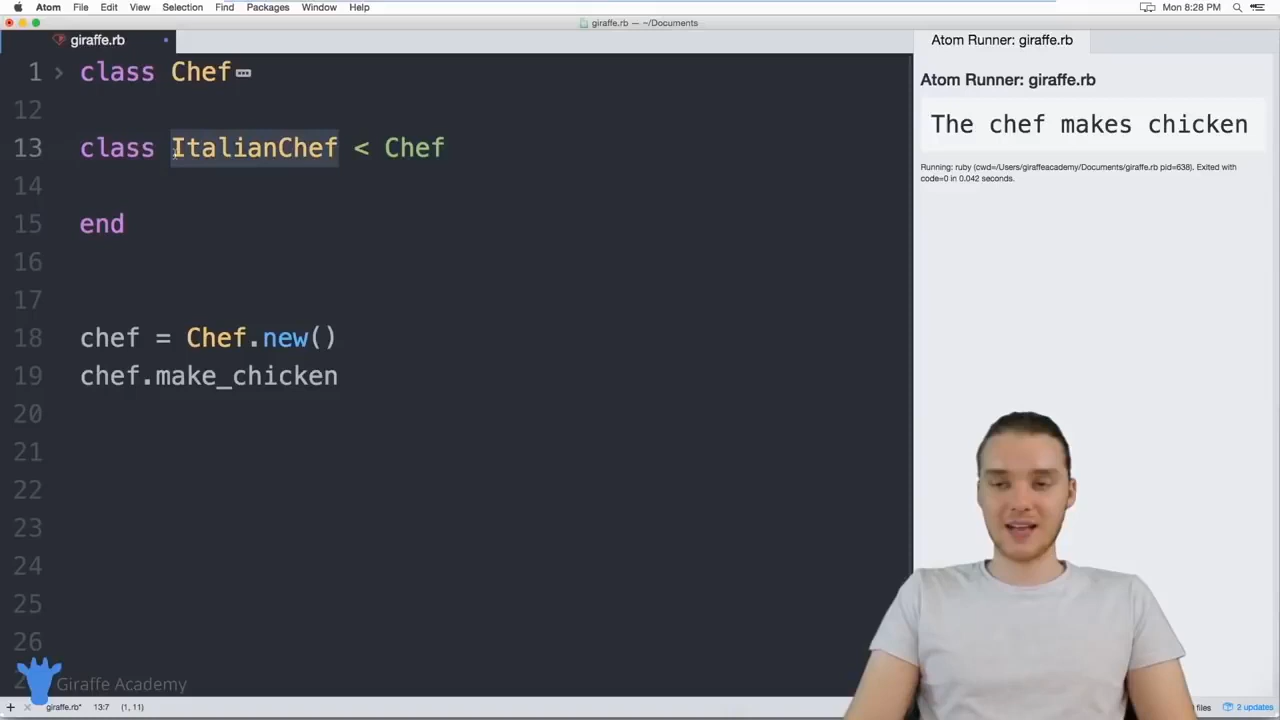 Atom File Edit View Selection Find Packages Window Help Mon 8:28 PM
giraffe.rb — ~/Documents
giraffe.rb
Atom Runner: giraffe.rb
1 class Chef
12
13 class ItalianChef < Chef
14
15 end
16
17
18 chef = Chef.new()
19 chef.make_chicken
20
21
22
23
24
25
26
Atom Runner: giraffe.rb
The chef makes chicken
Running: ruby (cwd=/Users/giraffeacademy/Documents/giraffe.rb pid=638). Exited with
code=0 in 0.042 seconds.
Giraffe Academy
giraffe.rb* 13:7 (1, 11) files 2 updates